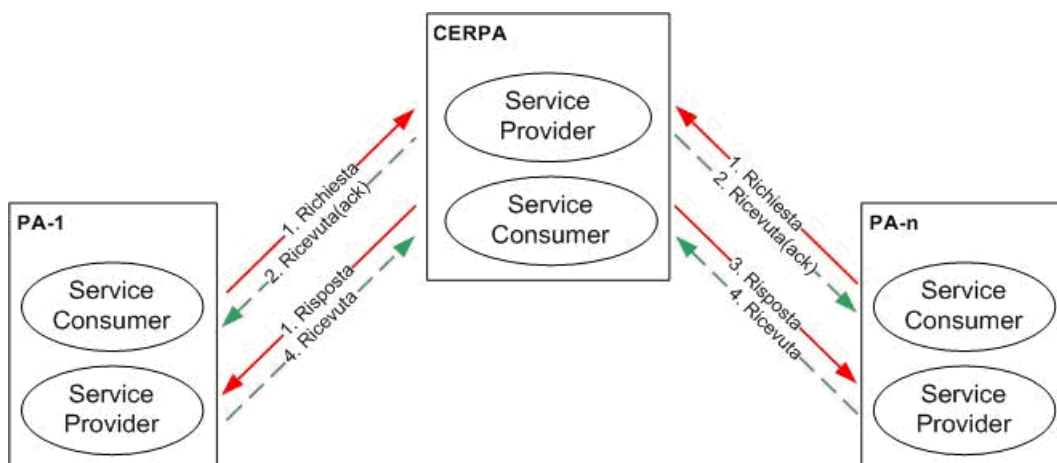 CERPA
Service
Provider
Service
Consumer
PA-1
Service
Consumer
Service
Provider
1. Richiesta
2. Ricevuta(ack)
1. Risposta
4. Ricevuta
1. Richiesta
2. Ricevuta(ack)
3. Risposta
4. Ricevuta
PA-n
Service
Consumer
Service
Provider